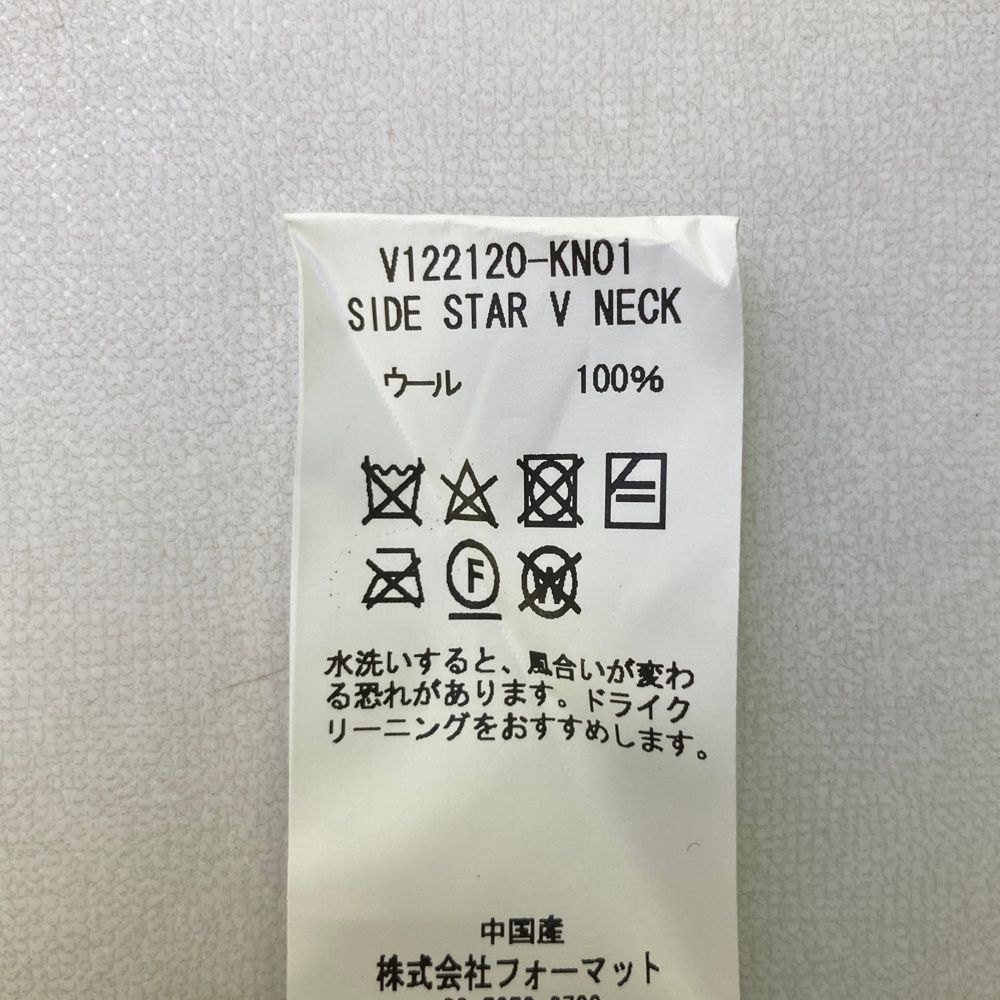 V122120-KN01
SIDE STAR V NECK
ウール 100%
F
W
水洗いすると、風合いが変わ
る恐れがあります。ドライク
リーニングをおすすめします。
中国産
株式会社フォーマット